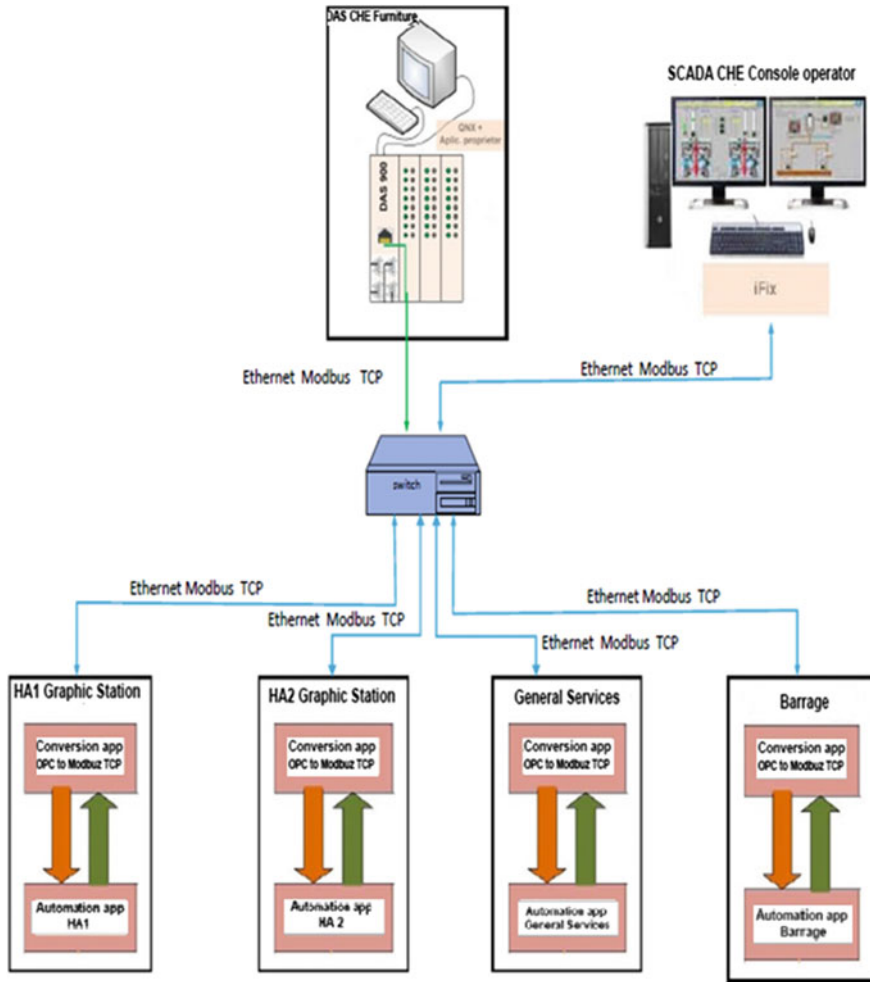 DAS CHE Furniture
SCADA CHE Console operator
QNX +
Aplic. proprietor
DAS 900
iFix
Ethernet Modbus TCP
Ethernet Modbus TCP
switch
Ethernet Modbus TCP
Ethernet Modbus TCP
Ethernet Modbus TCP
Ethernet Modbus TCP
HA1 Graphic Station
Conversion app
OPC to Modbuz TCP
Automation app
HA1
HA2 Graphic Station
Conversion app
OPC to Modbuz TCP
Automation app
HA 2
General Services
Conversion app
OPC to Modbuz TCP
Automation app
General Services
Barrage
Conversion app
OPC to Modbuz TCP
Automation app
Barrage